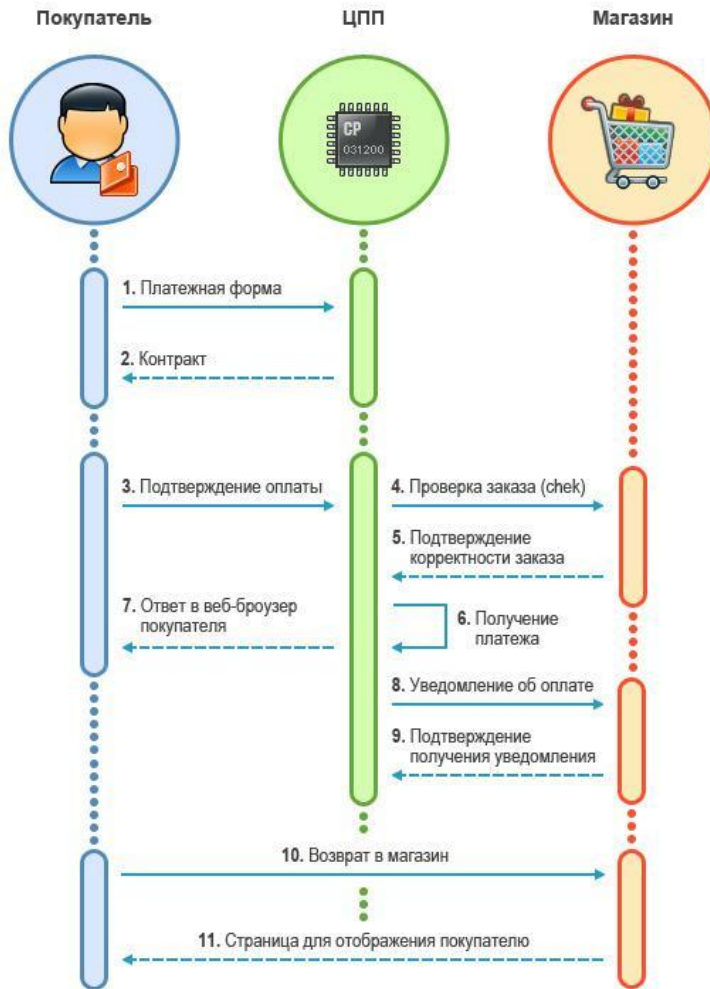 Покупатель
ЦПП
Магазин
CP
031200
1. Платежная форма
2. Контракт
3. Подтверждение оплаты
4. Проверка заказа (chek)
5. Подтверждение
корректности заказа
7. Ответ в веб-броузер
покупателя
6. Получение
платежа
8. Уведомление об оплате
9. Подтверждение
получения уведомления
10. Возврат в магазин
11. Страница для отображения покупателю